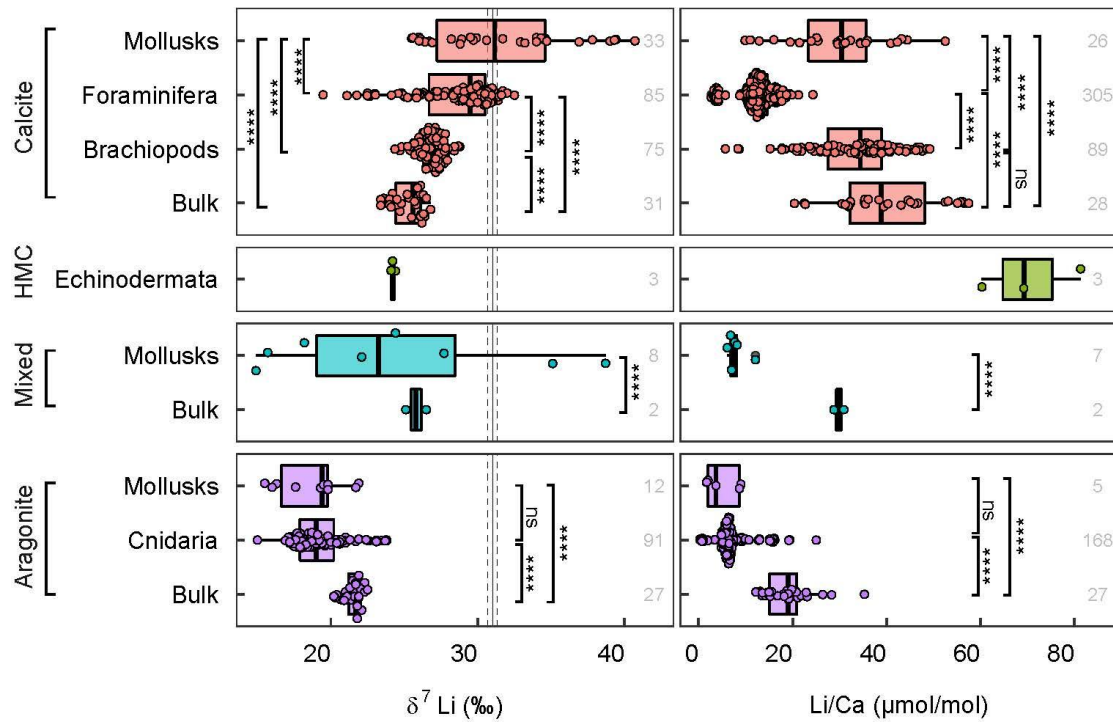 Calcite
Mollusks
Foraminifera
Brachiopods
Bulk
**** **** ****
**** **** ****
33
85
75
31
**** **** ****
**** **** ns
26
305
89
28
HMC
Echinodermata
3
3
Mixed
Mollusks
Bulk
****
8
2
****
7
2
Aragonite
Mollusks
Cnidaria
Bulk
ns
****
****
12
91
27
ns
****
****
5
168
27
20 30 40
0 20 40 60 80
δ⁷ Li (‰)
Li/Ca (μmol/mol)